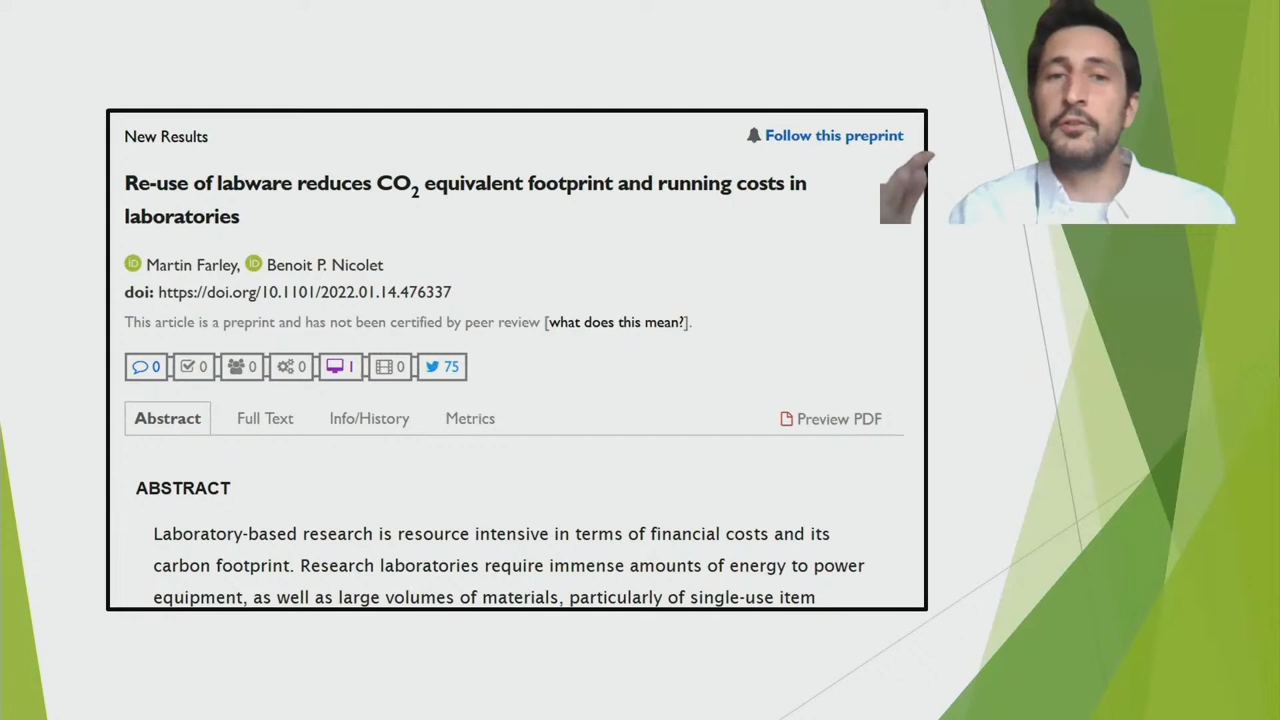 New Results
Follow this preprint
Re-use of labware reduces CO2 equivalent footprint and running costs in
laboratories
Martin Farley, Benoit P. Nicolet
doi: https://doi.org/10.1101/2022.01.14.476337
This article is a preprint and has not been certified by peer review [what does this mean?].
0 0 0 0 1 0 75
Abstract Full Text Info/History Metrics Preview PDF
ABSTRACT
Laboratory-based research is resource intensive in terms of financial costs and its
carbon footprint. Research laboratories require immense amounts of energy to power
equipment, as well as large volumes of materials, particularly of single-use item